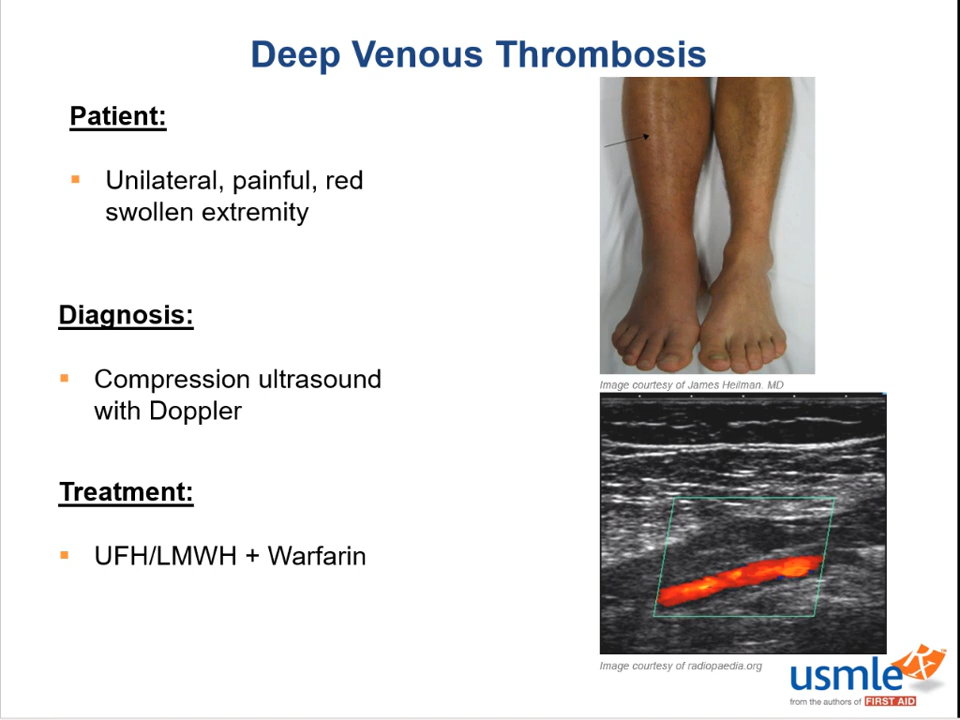 Deep Venous Thrombosis
Patient:
▪ Unilateral, painful, red
swollen extremity
Diagnosis:
▪ Compression ultrasound
with Doppler
Treatment:
▪ UFH/LMWH + Warfarin
Image courtesy of James Heilman, MD
Image courtesy of radiopaedia.org
usmle Rx
from the authors of FIRST AID